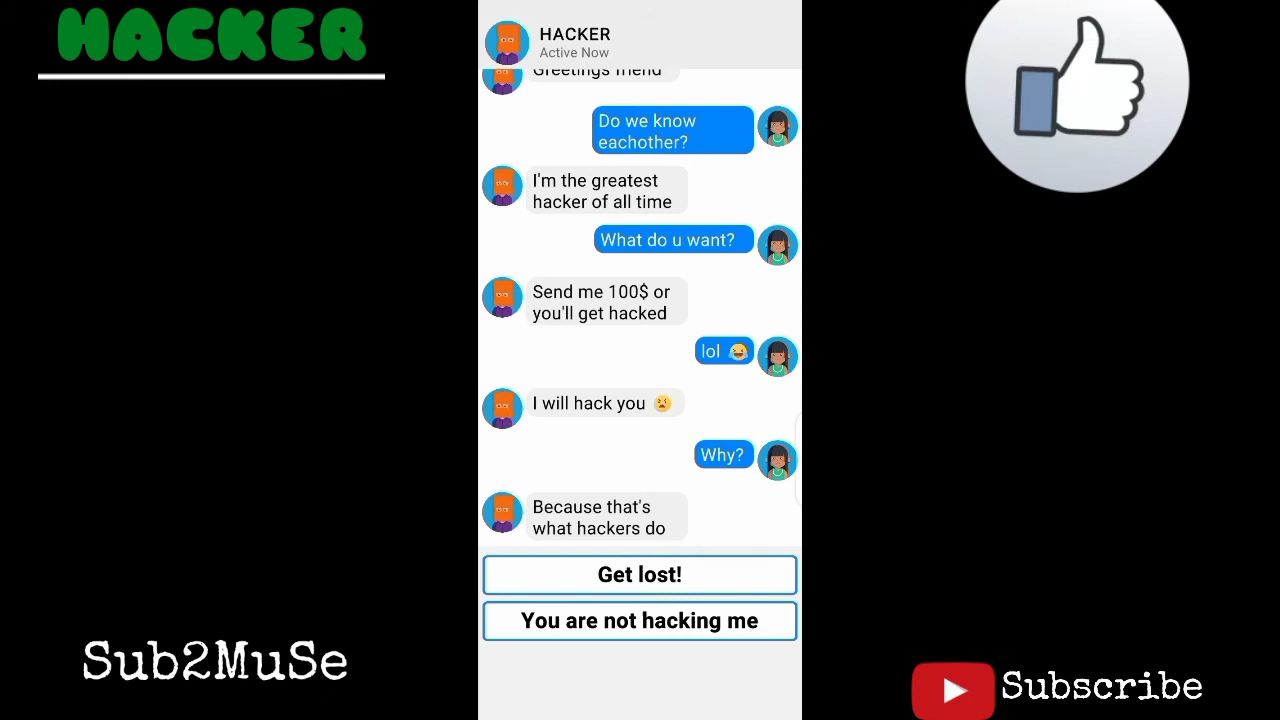 HACKER
HACKER
Active Now
Greetings friend
Do we know
eachother?
I'm the greatest
hacker of all time
What do u want?
Send me 100$ or
you'll get hacked
lol 😂
I will hack you 😠
Why?
Because that's
what hackers do
Get lost!
You are not hacking me
Sub2MuSe
Subscribe